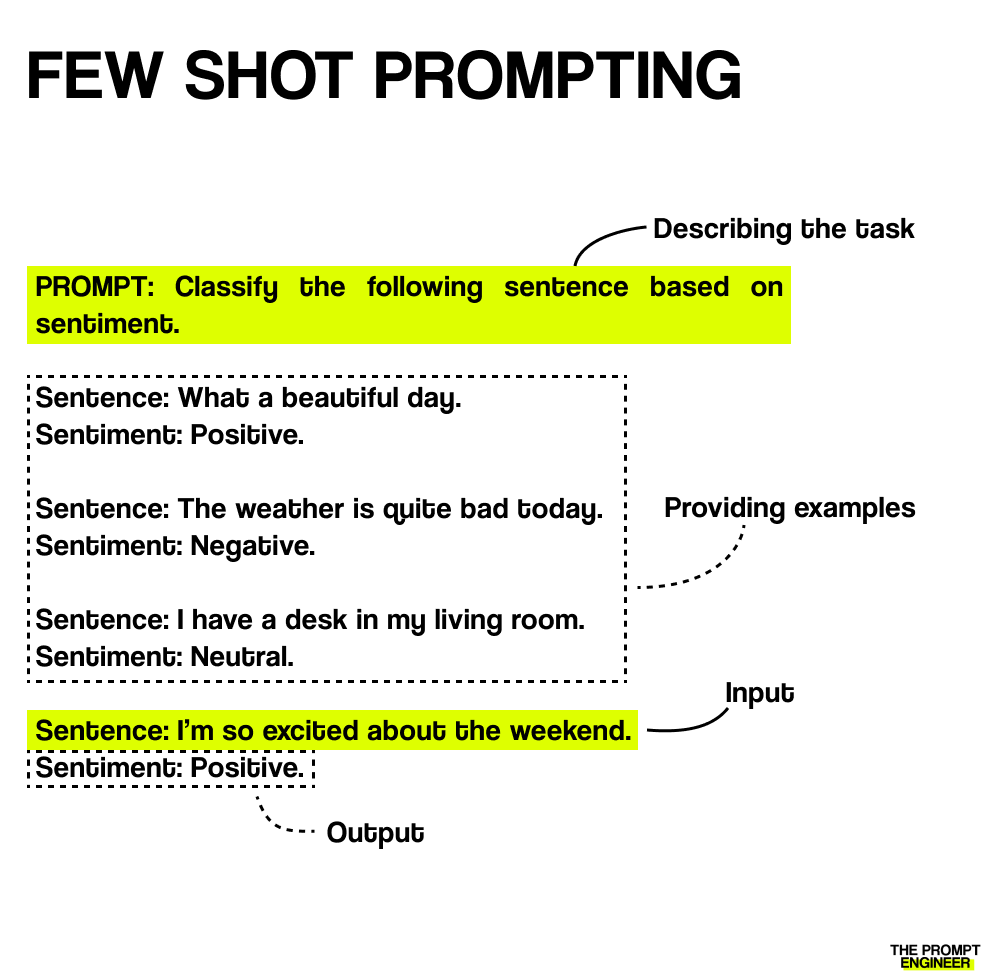 FEW SHOT PROMPTING
Describing the task
PROMPT: Classify the following sentence based on
sentiment.
Sentence: What a beautiful day.
Sentiment: Positive.
Sentence: The weather is quite bad today.
Sentiment: Negative.
Providing examples
Sentence: I have a desk in my living room.
Sentiment: Neutral.
Input
Sentence: I’m so excited about the weekend.
Sentiment: Positive.
Output
THE PROMPT
ENGINEER